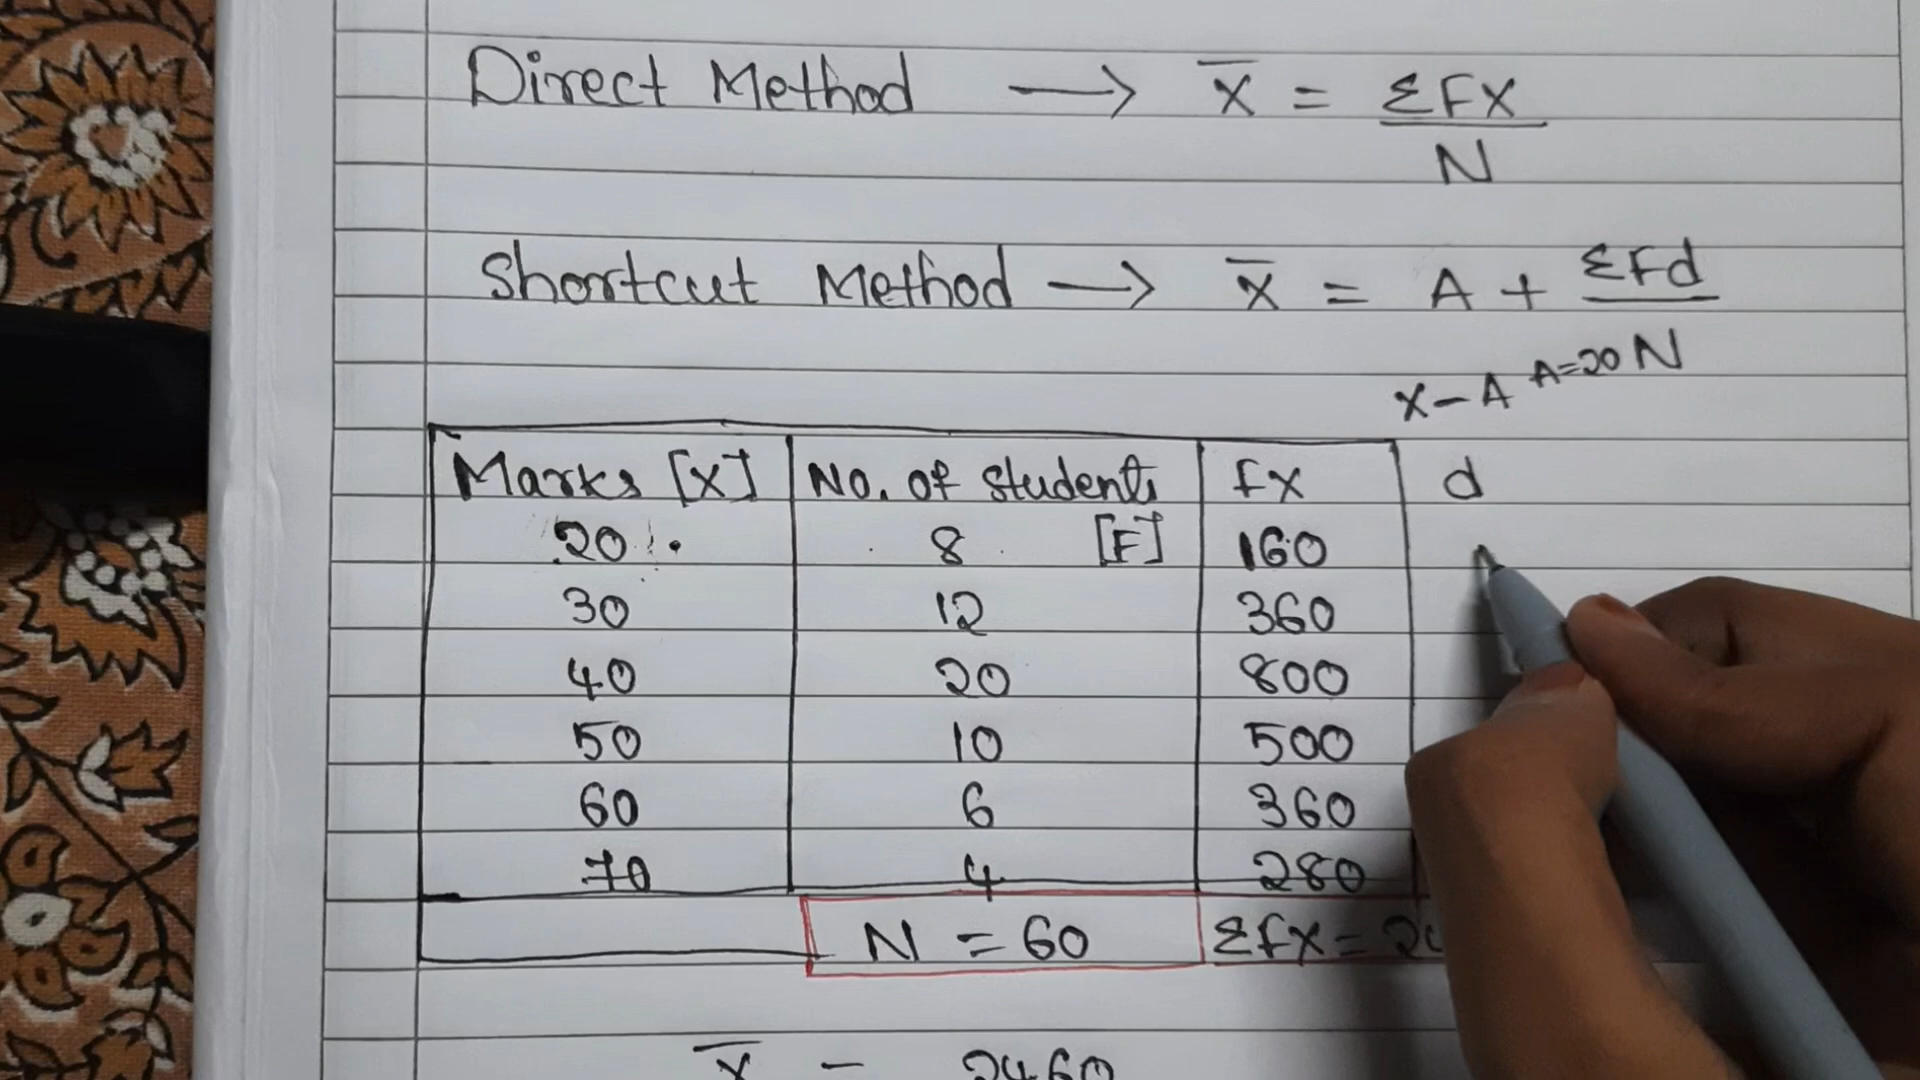 Direct Method → X̅ = ΣFX
N
Shortcut Method → X̅ = A + ΣFd
N
X-A A=20
Marks [X] No. of Students fX d
20 8 [F] 160
30 12 360
40 20 800
50 10 500
60 6 360
70 4 280
N = 60 Σfx =
X̅ = 2460